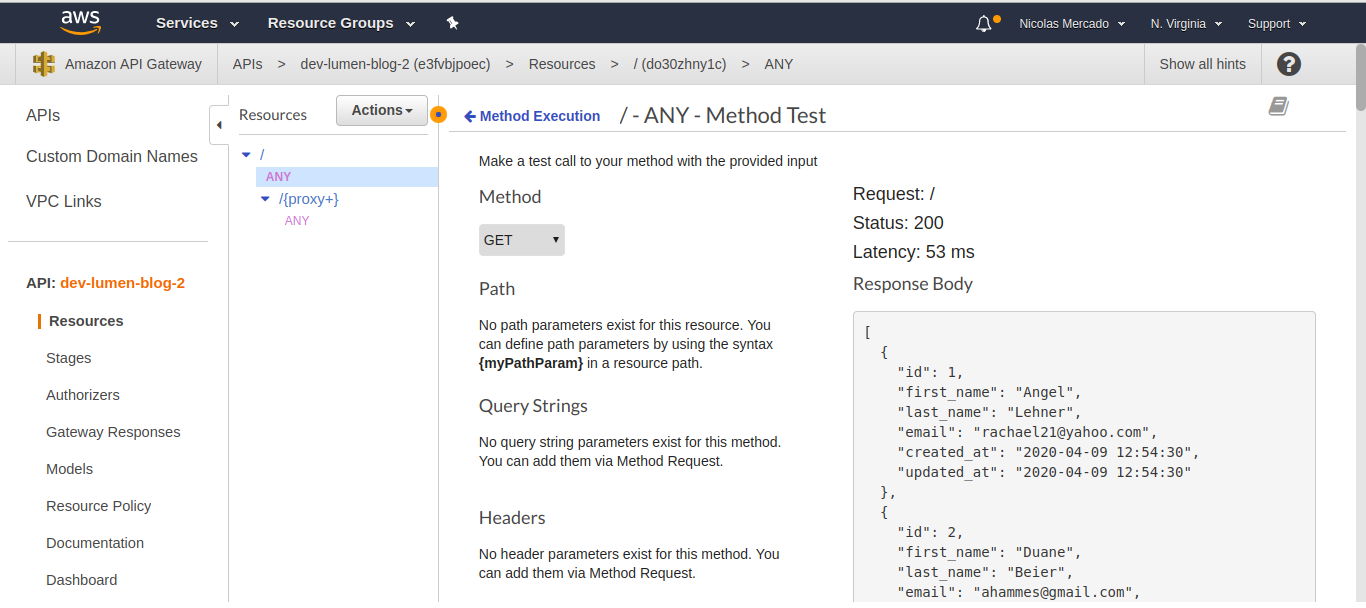 aws
Services
Resource Groups
Nicolas Mercado
N. Virginia
Support
Amazon API Gateway
APIs > dev-lumen-blog-2 (e3fvbjpoec) > Resources > / (do30zhny1c) > ANY
Show all hints
?
APIs
Custom Domain Names
VPC Links
API: dev-lumen-blog-2
Resources
Stages
Authorizers
Gateway Responses
Models
Resource Policy
Documentation
Dashboard
Resources
Actions
/
ANY
/{proxy+}
ANY
Method Execution
/ - ANY - Method Test
Make a test call to your method with the provided input
Method
GET
Path
No path parameters exist for this resource. You
can define path parameters by using the syntax
{myPathParam} in a resource path.
Query Strings
No query string parameters exist for this method.
You can add them via Method Request.
Headers
No header parameters exist for this method. You
can add them via Method Request.
Request: /
Status: 200
Latency: 53 ms
Response Body
[
{
"id": 1,
"first_name": "Angel",
"last_name": "Lehner",
"email": "rachael21@yahoo.com",
"created_at": "2020-04-09 12:54:30",
"updated_at": "2020-04-09 12:54:30"
},
{
"id": 2,
"first_name": "Duane",
"last_name": "Beier",
"email": "ahammes@gmail.com",